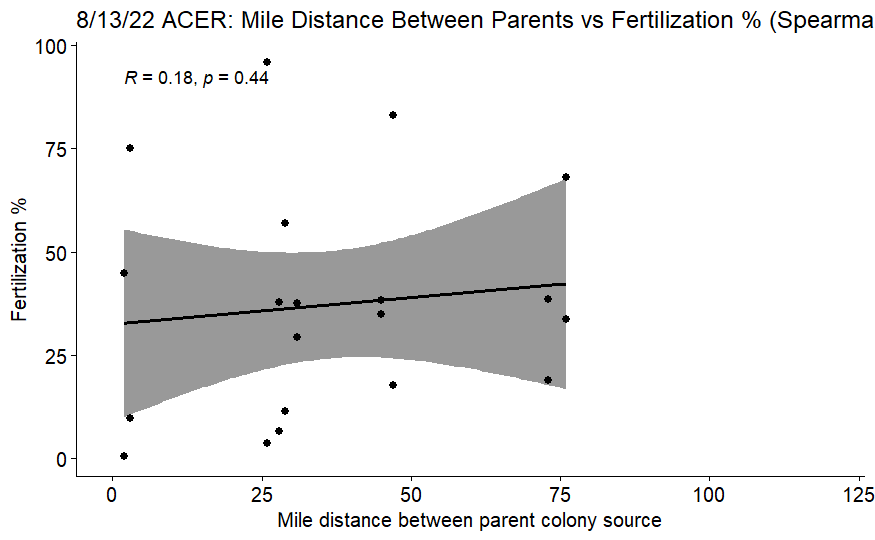 8/13/22 ACER: Mile Distance Between Parents vs Fertilization % (Spearma
R = 0.18, p = 0.44
100
75
50
25
0
Fertilization %
0 25 50 75 100 125
Mile distance between parent colony source